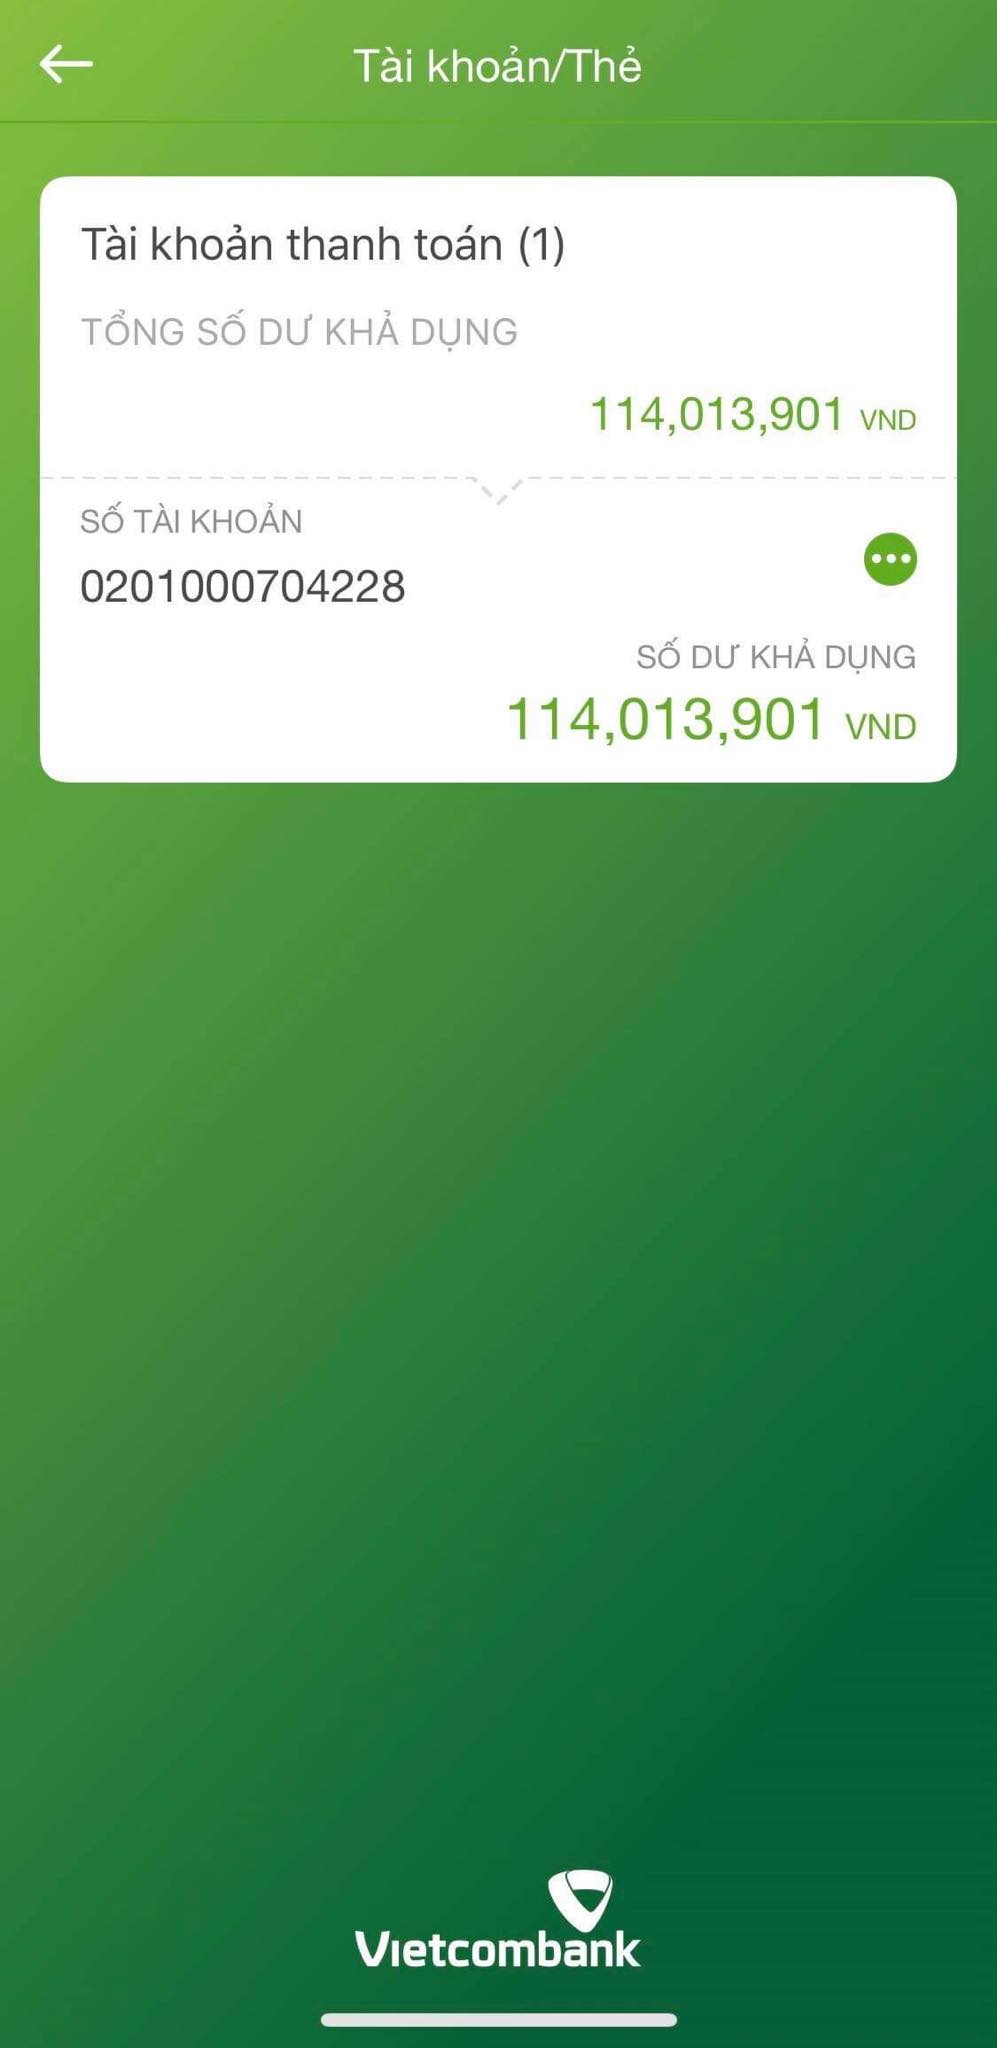 Tài khoản/Thẻ
Tài khoản thanh toán (1)
TỔNG SỐ DƯ KHẢ DỤNG
114,013,901 VND
SỐ TÀI KHOẢN
0201000704228
SỐ DƯ KHẢ DỤNG
114,013,901 VND
Vietcombank